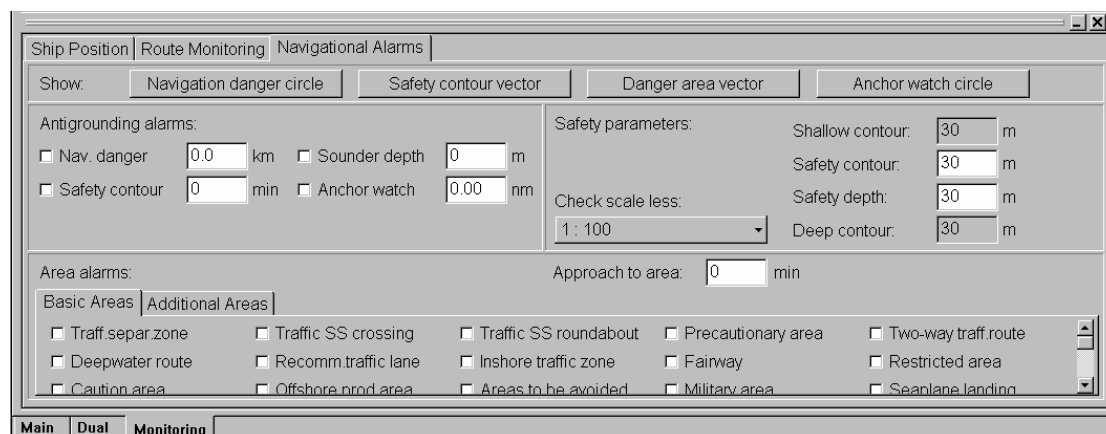 Ship Position Route Monitoring Navigational Alarms
Show: Navigation danger circle Safety contour vector Danger area vector Anchor watch circle
Antigrounding alarms: Safety parameters: Shallow contour: 30 m
Nav. danger 0.0 km Sounder depth 0 m Safety contour: 30 m
Safety contour 0 min Anchor watch 0.00 nm Check scale less: Safety depth: 30 m
1 : 100 Deep contour: 30 m
Area alarms: Approach to area: 0 min
Basic Areas Additional Areas
Traff.separ.zone Traffic SS crossing Traffic SS roundabout Precautionary area Two-way traff.route
Deepwater route Recomm.traffic lane Inshore traffic zone Fairway Restricted area
Caution area Offshore prod area Areas to be avoided Military area Seaplane landing
Main Dual Monitoring